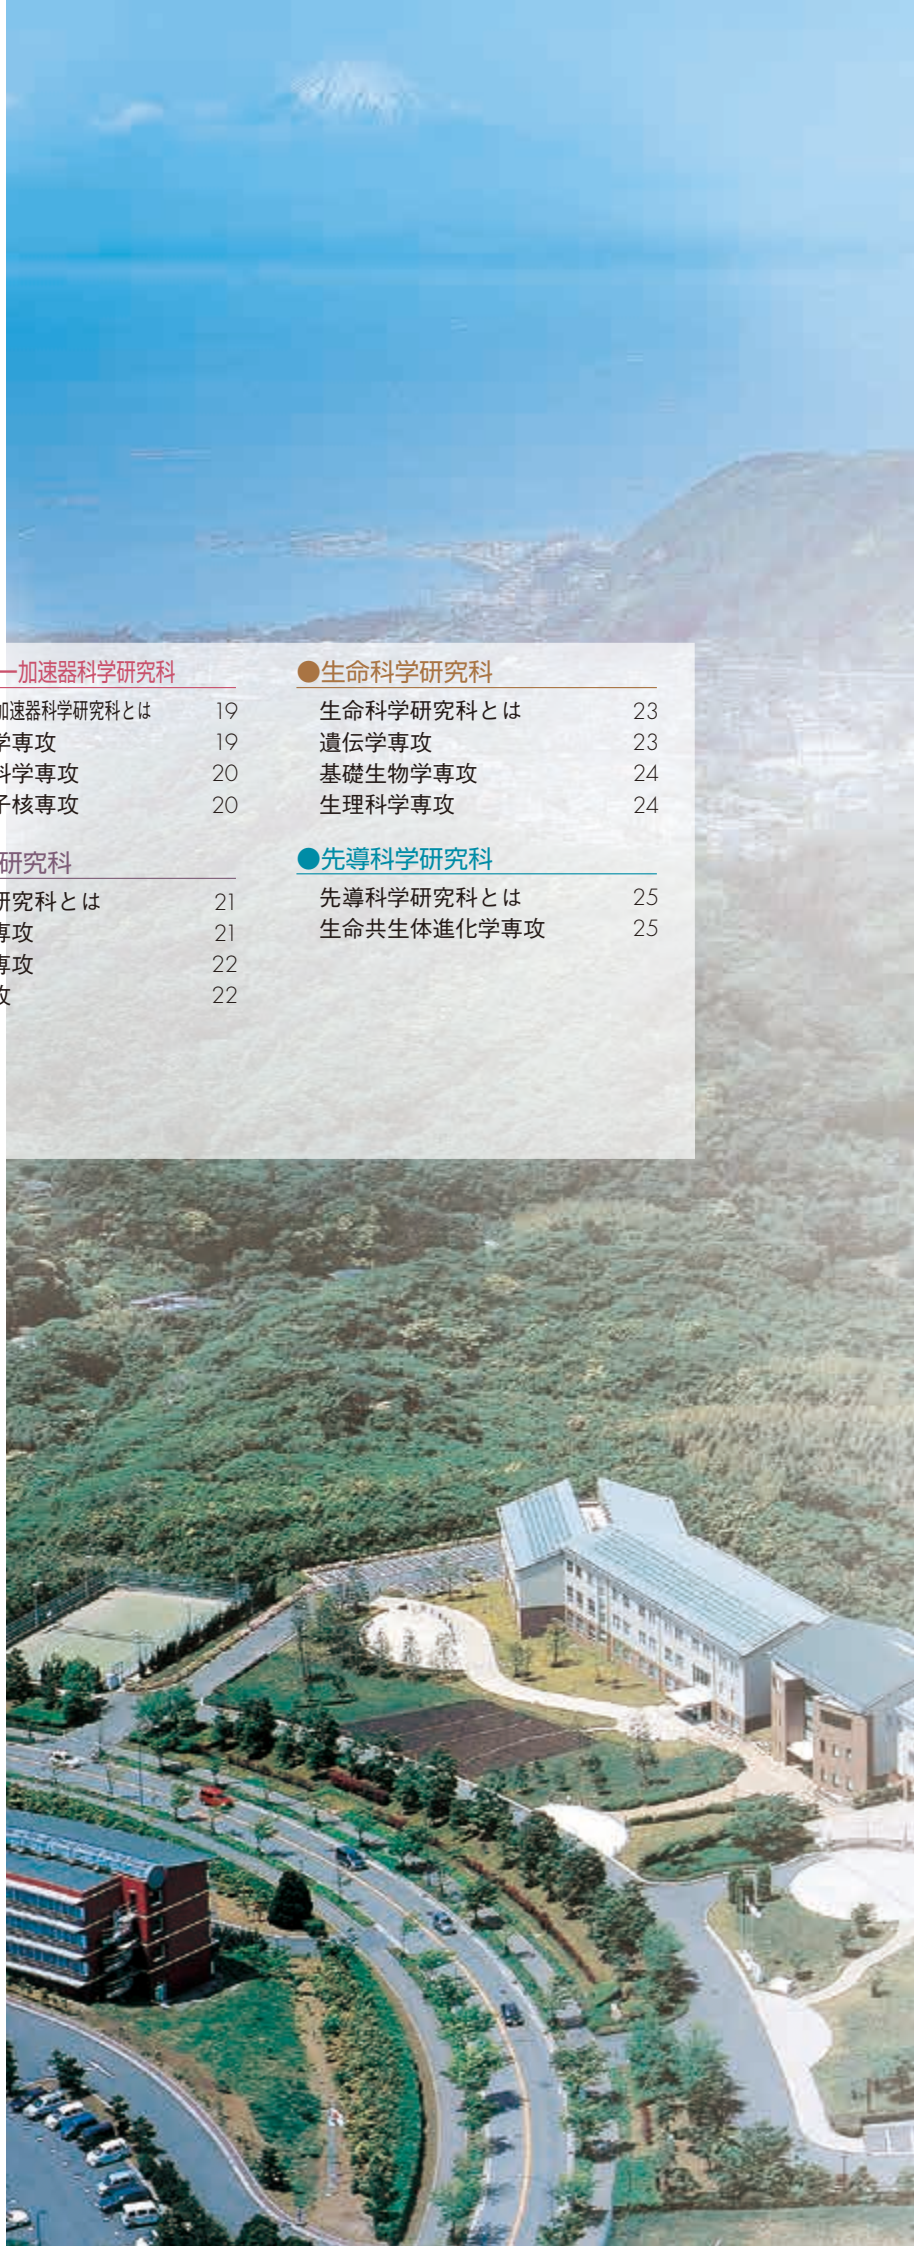 ー加速器科学研究科
加速器科学研究科とは 19
学専攻 19
科学専攻 20
子核専攻 20
研究科
研究科とは 21
専攻 21
専攻 22
攻 22
●生命科学研究科
生命科学研究科とは 23
遺伝学専攻 23
基礎生物学専攻 24
生理科学専攻 24
●先導科学研究科
先導科学研究科とは 25
生命共生体進化学専攻 25